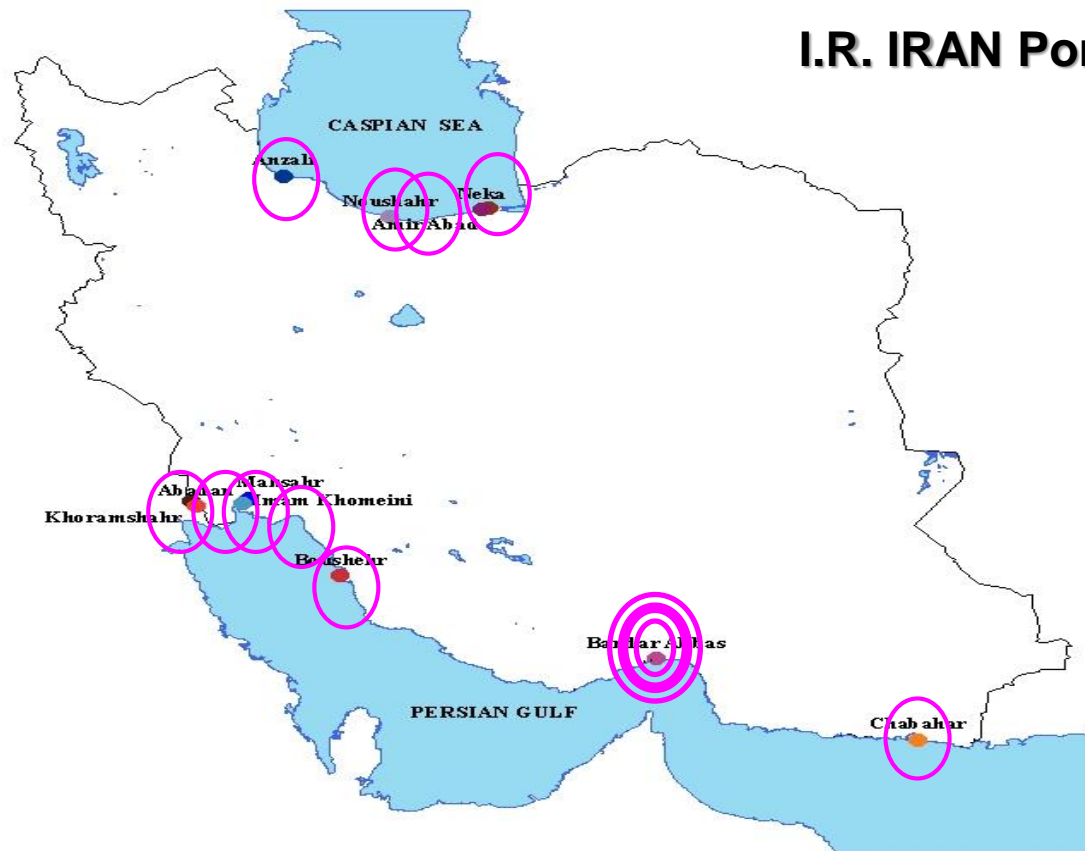 I.R. IRAN Por
CASPIAN SEA
Anzali
Noushahr
Neka
Amir Abad
Mahsahr
Abadan
Imam Khomeini
Khoramshahr
Boushehr
Bandar Abbas
PERSIAN GULF
Chabahar